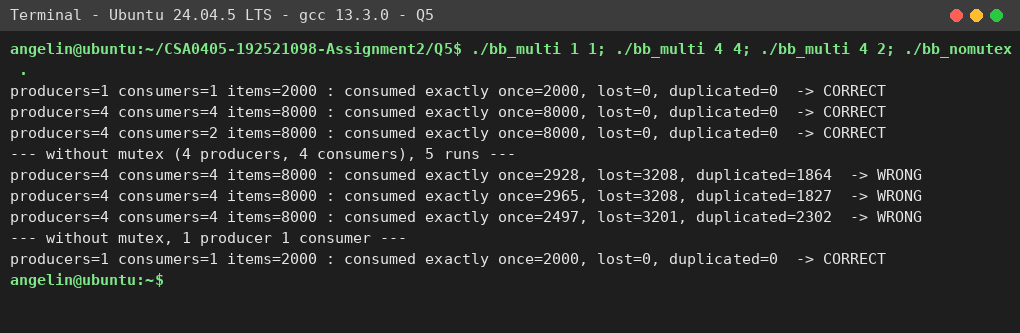 Terminal - Ubuntu 24.04.5 LTS - gcc 13.3.0 - Q5
angelin@ubuntu:~/CSA0405-192521098-Assignment2/Q5$ ./bb_multi 1 1; ./bb_multi 4 4; ./bb_multi 4 2; ./bb_nomutex
.
producers=1 consumers=1 items=2000 : consumed exactly once=2000, lost=0, duplicated=0  -> CORRECT
producers=4 consumers=4 items=8000 : consumed exactly once=8000, lost=0, duplicated=0  -> CORRECT
producers=4 consumers=2 items=8000 : consumed exactly once=8000, lost=0, duplicated=0  -> CORRECT
--- without mutex (4 producers, 4 consumers), 5 runs ---
producers=4 consumers=4 items=8000 : consumed exactly once=2928, lost=3208, duplicated=1864  -> WRONG
producers=4 consumers=4 items=8000 : consumed exactly once=2965, lost=3208, duplicated=1827  -> WRONG
producers=4 consumers=4 items=8000 : consumed exactly once=2497, lost=3201, duplicated=2302  -> WRONG
--- without mutex, 1 producer 1 consumer ---
producers=1 consumers=1 items=2000 : consumed exactly once=2000, lost=0, duplicated=0  -> CORRECT
angelin@ubuntu:~$